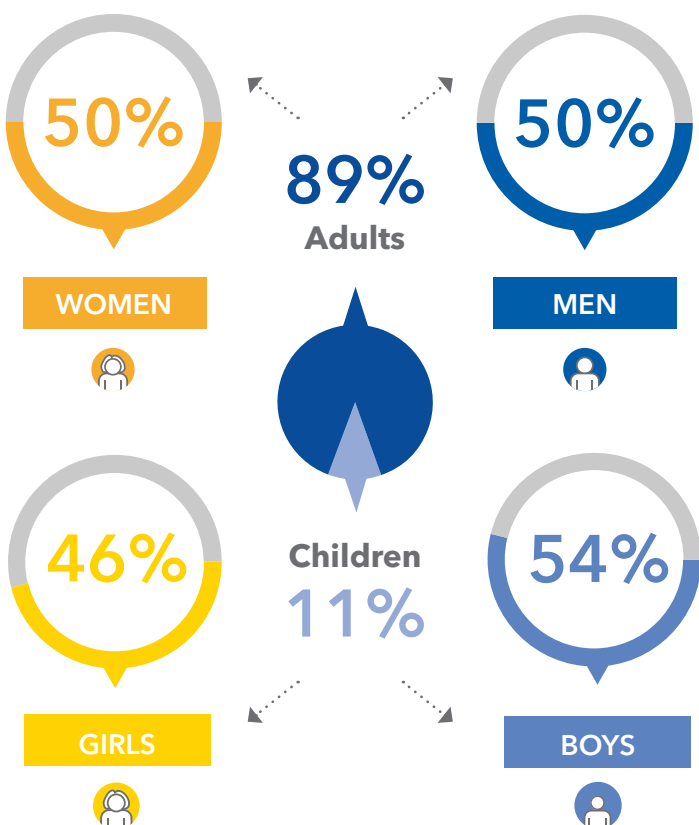 50%
50%
89%
Adults
WOMEN
MEN
46%
54%
Children
11%
GIRLS
BOYS